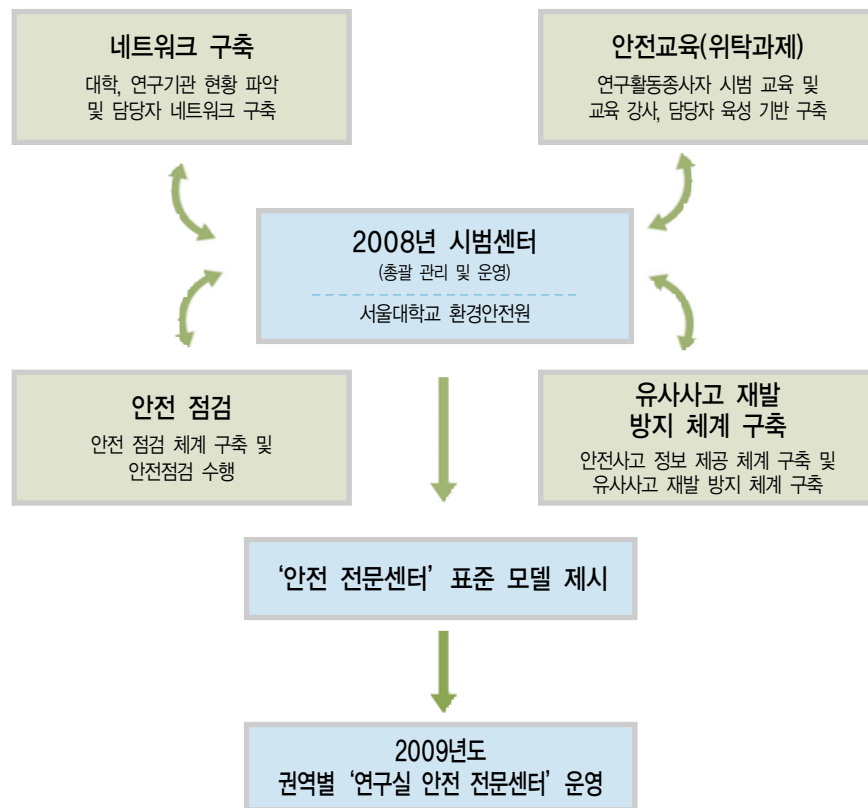 네트워크 구축
대학, 연구기관 현황 파악
및 담당자 네트워크 구축
안전교육(위탁과제)
연구활동종사자 시범 교육 및
교육 강사, 담당자 육성 기반 구축
2008년 시범센터
(총괄 관리 및 운영)
서울대학교 환경안전원
안전 점검
안전 점검 체계 구축 및
안전점검 수행
유사사고 재발
방지 체계 구축
안전사고 정보 제공 체계 구축 및
유사사고 재발 방지 체계 구축
‘안전 전문센터’ 표준 모델 제시
2009년도
권역별 ‘연구실 안전 전문센터’ 운영